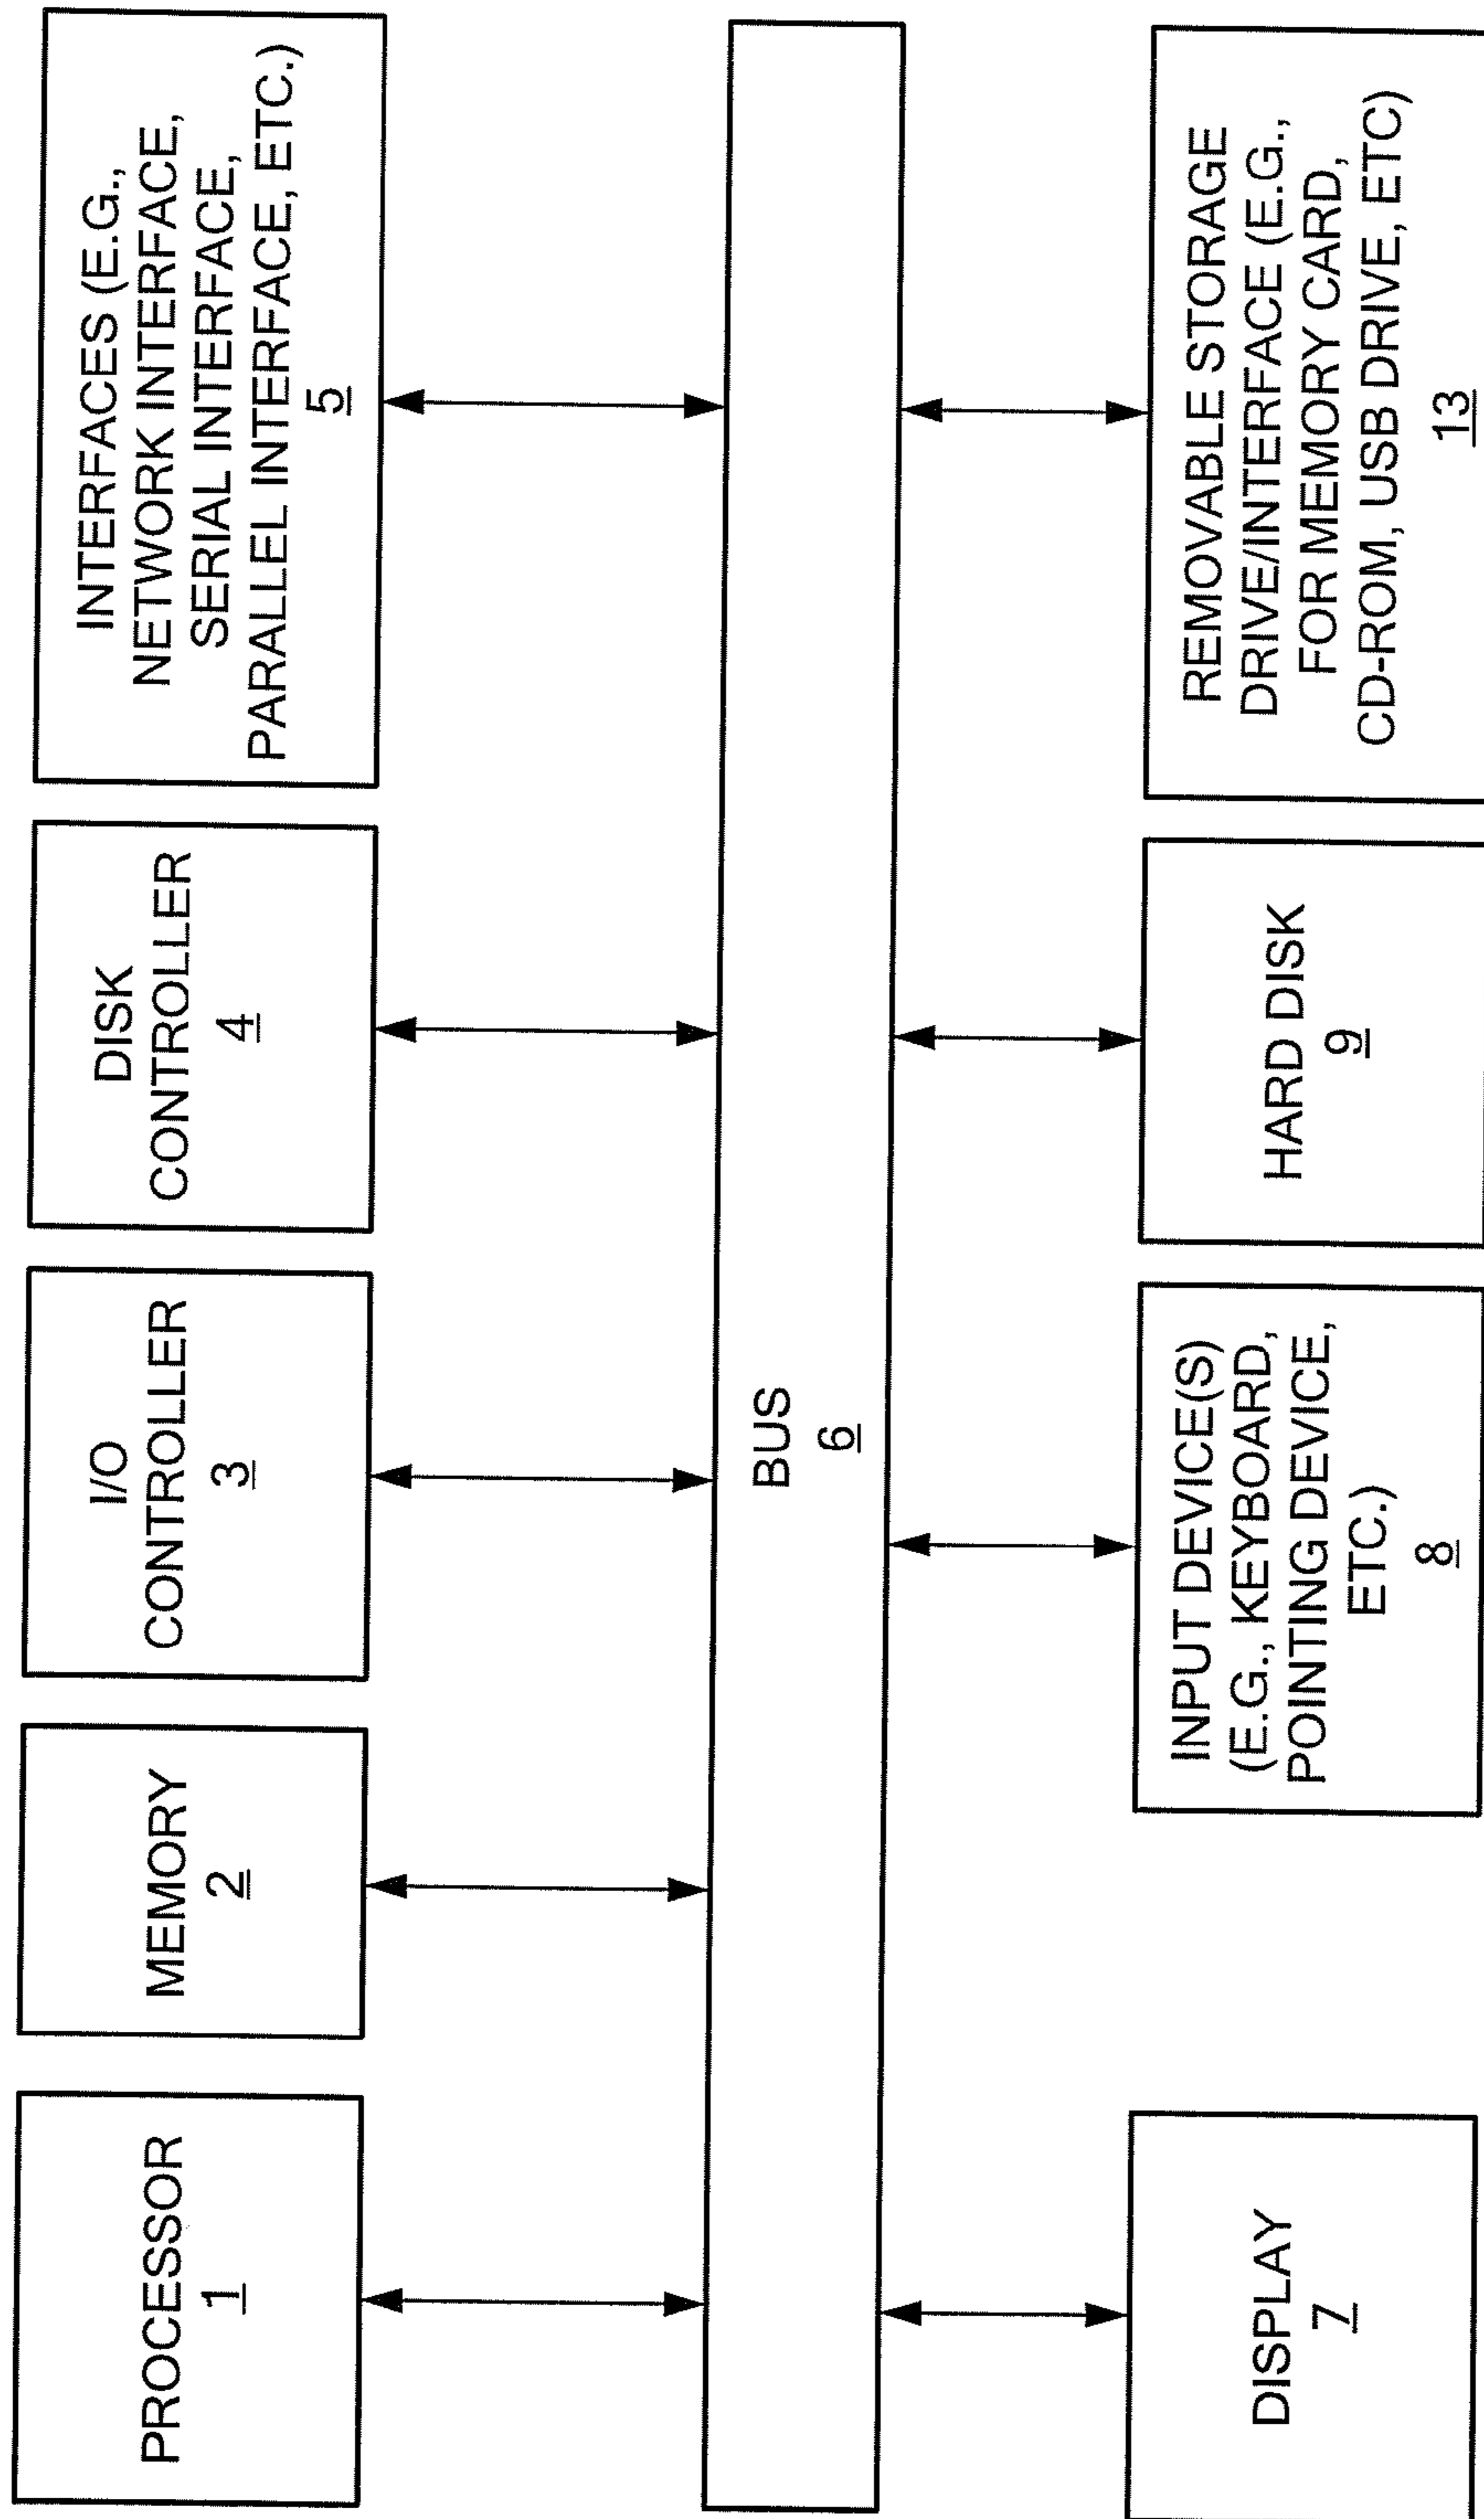 PROCESSOR
1
MEMORY
2
I/O
CONTROLLER
3
DISK
CONTROLLER
4
INTERFACES (E.G.,
NETWORK INTERFACE,
SERIAL INTERFACE,
PARALLEL INTERFACE, ETC.)
5
BUS
6
DISPLAY
7
INPUT DEVICE(S)
(E.G., KEYBOARD,
POINTING DEVICE,
ETC.)
8
HARD DISK
9
REMOVABLE STORAGE
DRIVE/INTERFACE (E.G.,
FOR MEMORY CARD,
CD-ROM, USB DRIVE, ETC)
13